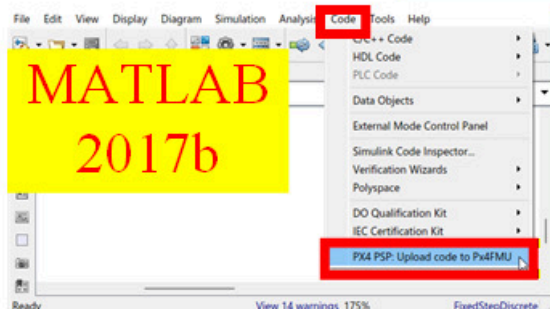 File Edit View Display Diagram Simulation Analysis Code Tools Help
C/C++ Code
HDL Code
PLC Code
MATLAB
2017b
Data Objects
External Mode Control Panel
Simulink Code Inspector...
Verification Wizards
Polyspace
DO Qualification Kit
IEC Certification Kit
PX4 PSP: Upload code to Px4FMU
Ready View 14 warnings 175% FixedStepDiscrete